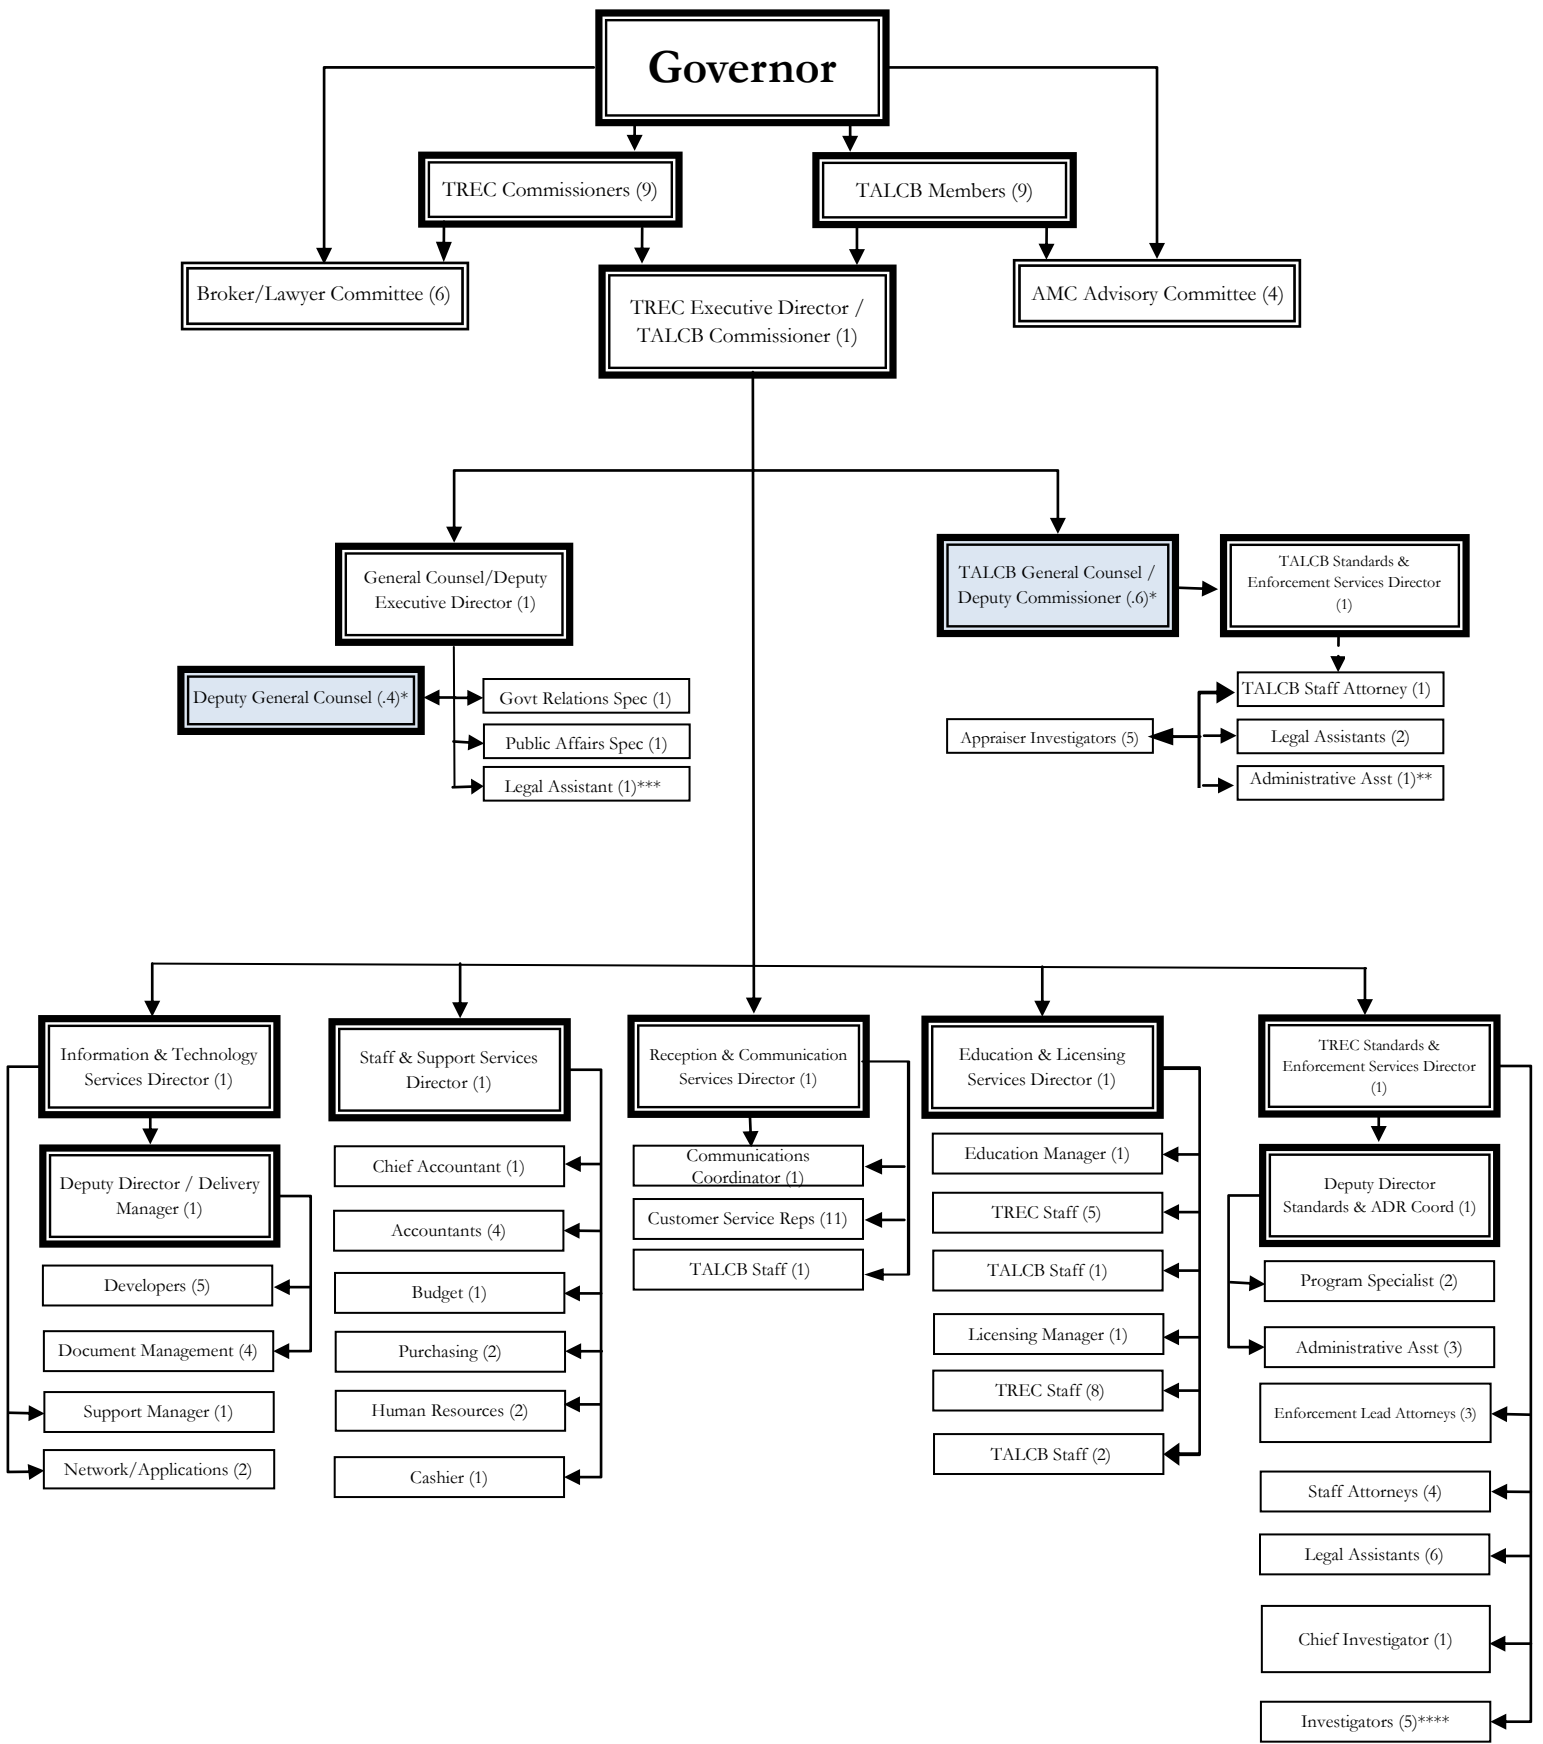 Governor
TREC Commissioners (9)
TALCB Members (9)
Broker/Lawyer Committee (6)
TREC Executive Director /
TALCB Commissioner (1)
AMC Advisory Committee (4)
General Counsel/Deputy
Executive Director (1)
TALCB General Counsel /
Deputy Commissioner (.6)*
TALCB Standards &
Enforcement Services Director
(1)
Deputy General Counsel (.4)*
Govt Relations Spec (1)
Public Affairs Spec (1)
Legal Assistant (1)***
TALCB Staff Attorney (1)
Appraiser Investigators (5)
Legal Assistants (2)
Administrative Asst (1)**
Information & Technology
Services Director (1)
Deputy Director / Delivery
Manager (1)
Developers (5)
Document Management (4)
Support Manager (1)
Network/Applications (2)
Staff & Support Services
Director (1)
Chief Accountant (1)
Accountants (4)
Budget (1)
Purchasing (2)
Human Resources (2)
Cashier (1)
Reception & Communication
Services Director (1)
Communications
Coordinator (1)
Customer Service Reps (11)
TALCB Staff (1)
Education & Licensing
Services Director (1)
Education Manager (1)
TREC Staff (5)
TALCB Staff (1)
Licensing Manager (1)
TREC Staff (8)
TALCB Staff (2)
TREC Standards &
Enforcement Services Director
(1)
Deputy Director
Standards & ADR Coord (1)
Program Specialist (2)
Administrative Asst (3)
Enforcement Lead Attorneys (3)
Staff Attorneys (4)
Legal Assistants (6)
Chief Investigator (1)
Investigators (5)****